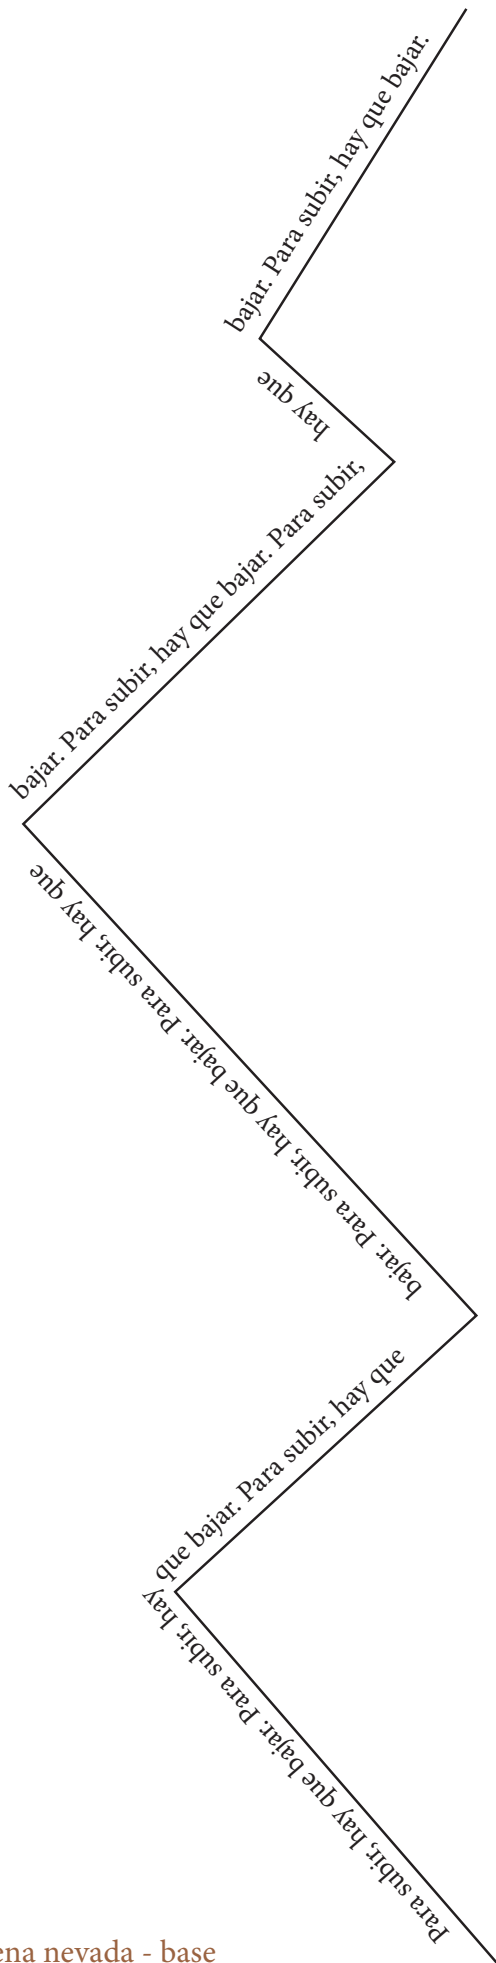 Para subir, hay que bajar. Para subir, hay
que bajar. Para subir, hay que
bajar. Para subir, hay que bajar. Para subir, hay que
bajar. Para subir, hay que bajar. Para subir,
hay que
bajar. Para subir, hay que bajar.
ena nevada - base